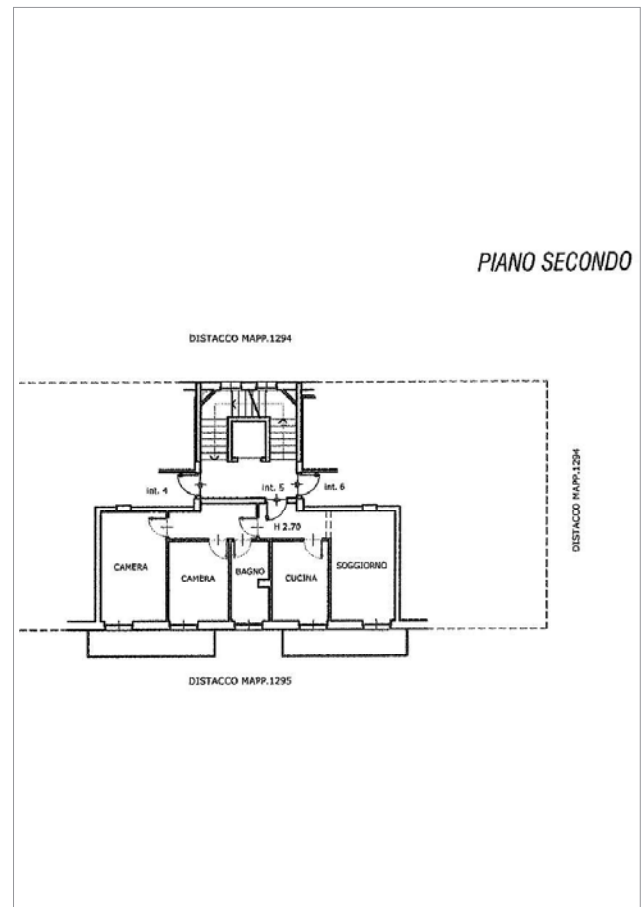 PIANO SECONDO
DISTACCO MAPP.1294
int. 4
int. 5
int. 6
H 2.70
DISTACCO MAPP.1294
CAMERA
CAMERA
BAGNO
CUCINA
SOGGIORNO
DISTACCO MAPP.1295